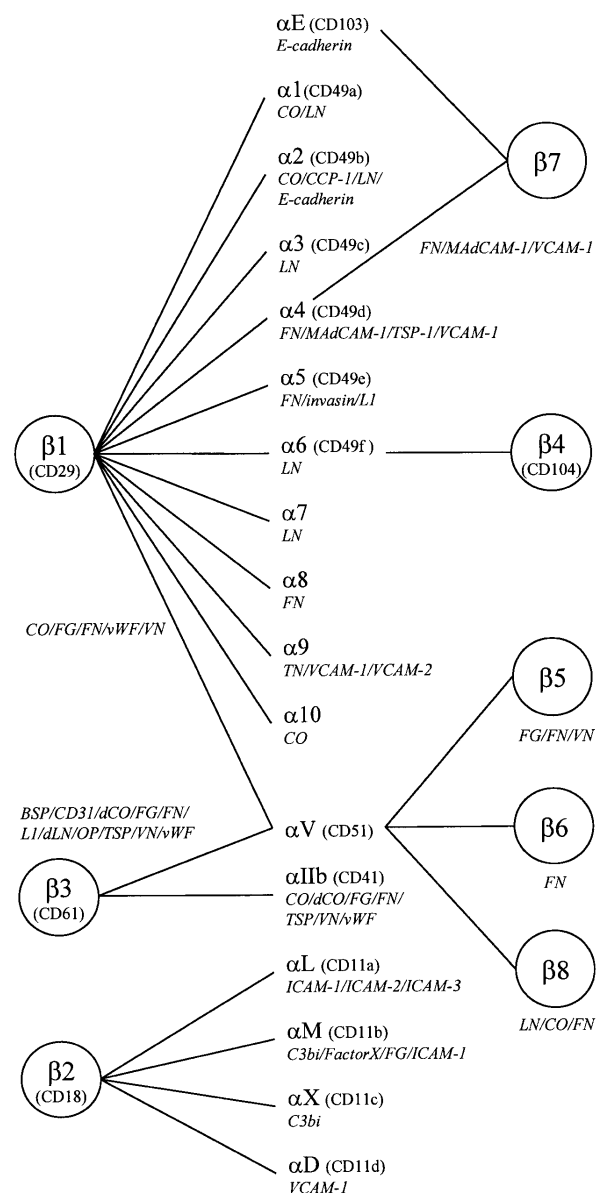 αE (CD103)
E-cadherin
α1(CD49a)
CO/LN
α2 (CD49b)
CO/CCP-1/LN/
E-cadherin
β7
α3 (CD49c)
LN
FN/MAdCAM-1/VCAM-1
α4 (CD49d)
FN/MAdCAM-1/TSP-1/VCAM-1
α5 (CD49e)
FN/invasin/L1
β1
(CD29)
α6 (CD49f )
LN
β4
(CD104)
α7
LN
α8
FN
CO/FG/FN/vWF/VN
α9
TN/VCAM-1/VCAM-2
β5
FG/FN/VN
α10
CO
BSP/CD31/dCO/FG/FN/
L1/dLN/OP/TSP/VN/vWF
αV (CD51)
β6
FN
β3
(CD61)
αIIb (CD41)
CO/dCO/FG/FN/
TSP/VN/vWF
β8
LN/CO/FN
αL (CD11a)
ICAM-1/ICAM-2/ICAM-3
αM (CD11b)
C3bi/FactorX/FG/ICAM-1
β2
(CD18)
αX (CD11c)
C3bi
αD (CD11d)
VCAM-1